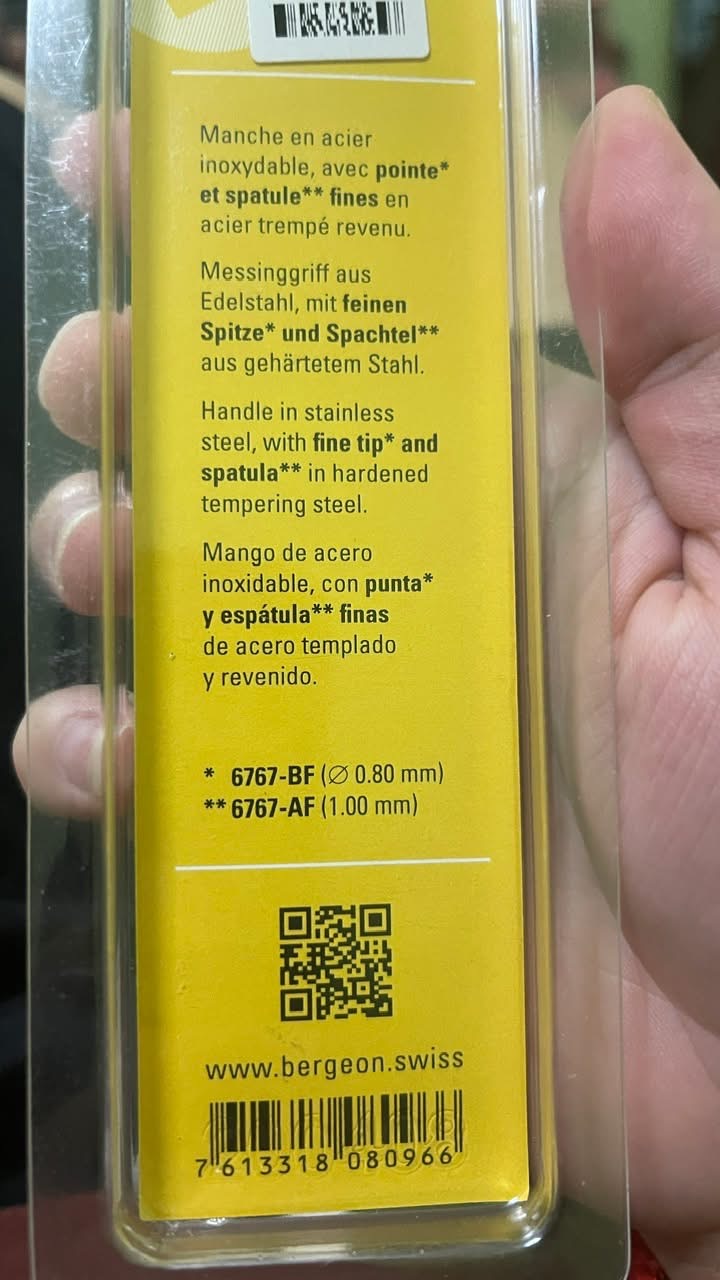 Manche en acier
inoxydable, avec pointe*
et spatule** fines en
acier trempé revenu.
Messinggriff aus
Edelstahl, mit feinen
Spitze* und Spachtel**
aus gehärtetem Stahl.
Handle in stainless
steel, with fine tip* and
spatula** in hardened
tempering steel.
Mango de acero
inoxidable, con punta*
y espátula** finas
de acero templado
y revenido.
* 6767-BF (∅ 0.80 mm)
** 6767-AF (1.00 mm)
www.bergeon.swiss
7 613318 080966